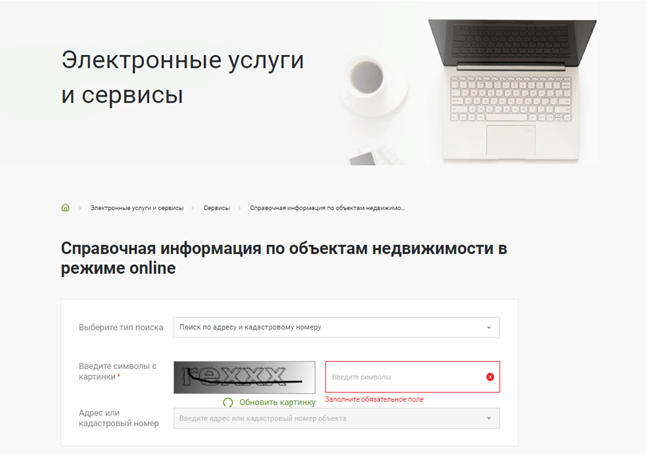 Электронные услуги
и сервисы
Электронные услуги и сервисы
Сервисы
Справочная информация по объектам недвижимо...
Справочная информация по объектам недвижимости в
режиме online
Выберите тип поиска
Поиск по адресу и кадастровому номеру
Введите символы с
картинки *
rexxx
Введите символы
Обновить картинку
Заполните обязательное поле
Адрес или
кадастровый номер
Введите адрес или кадастровый номер объекта